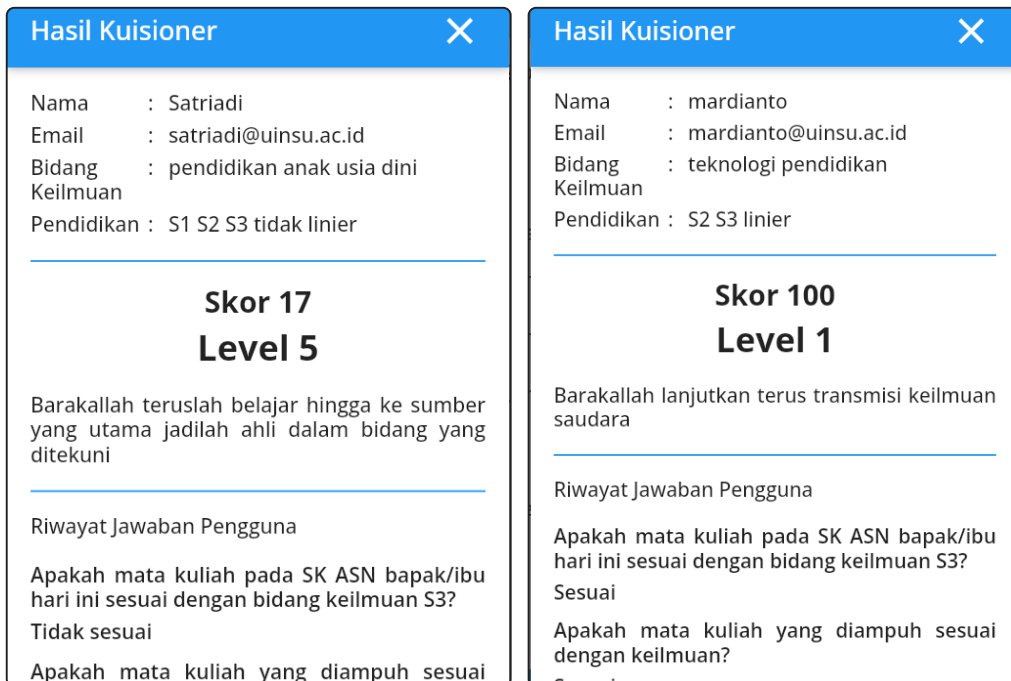 Hasil Kuisioner
Nama : Satriadi
Email : satriadi@uinsu.ac.id
Bidang Keilmuan : pendidikan anak usia dini
Pendidikan : S1 S2 S3 tidak linier
Skor 17
Level 5
Barakallah teruslah belajar hingga ke sumber
yang utama jadilah ahli dalam bidang yang
ditekuni
Riwayat Jawaban Pengguna
Apakah mata kuliah pada SK ASN bapak/ibu
hari ini sesuai dengan bidang keilmuan S3?
Tidak sesuai
Apakah mata kuliah yang diampuh sesuai
Hasil Kuisioner
Nama : mardianto
Email : mardianto@uinsu.ac.id
Bidang Keilmuan : teknologi pendidikan
Pendidikan : S2 S3 linier
Skor 100
Level 1
Barakallah lanjutkan terus transmisi keilmuan
saudara
Riwayat Jawaban Pengguna
Apakah mata kuliah pada SK ASN bapak/ibu
hari ini sesuai dengan bidang keilmuan S3?
Sesuai
Apakah mata kuliah yang diampuh sesuai
dengan keilmuan?